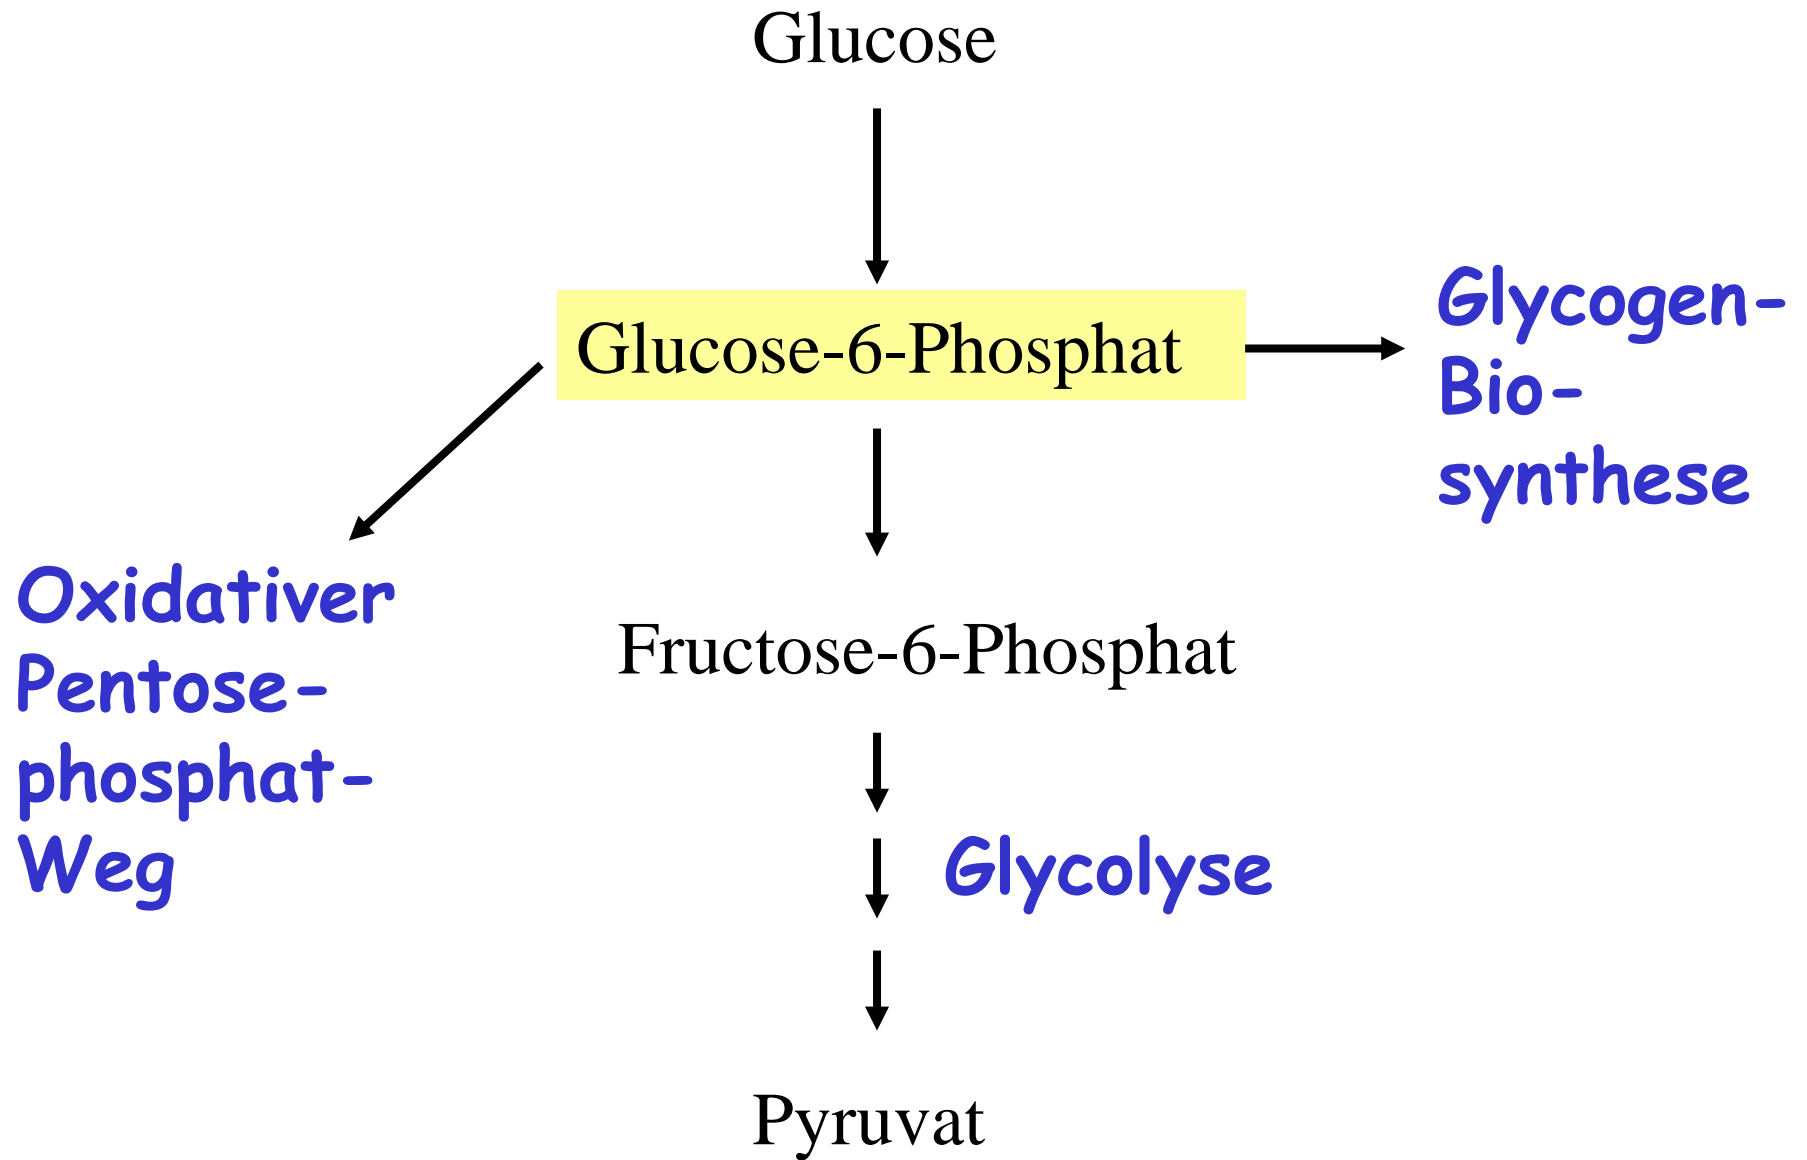 Glucose
Glucose-6-Phosphat
Glycogen-
Bio-
synthese
Oxidativer
Pentose-
phosphat-
Weg
Fructose-6-Phosphat
Glycolyse
Pyruvat